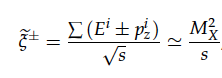 $\tilde{\xi}^{\pm} = \frac{\sum (E^i \pm p_z^i)}{\sqrt{s}} \simeq \frac{M_X^2}{s}$.